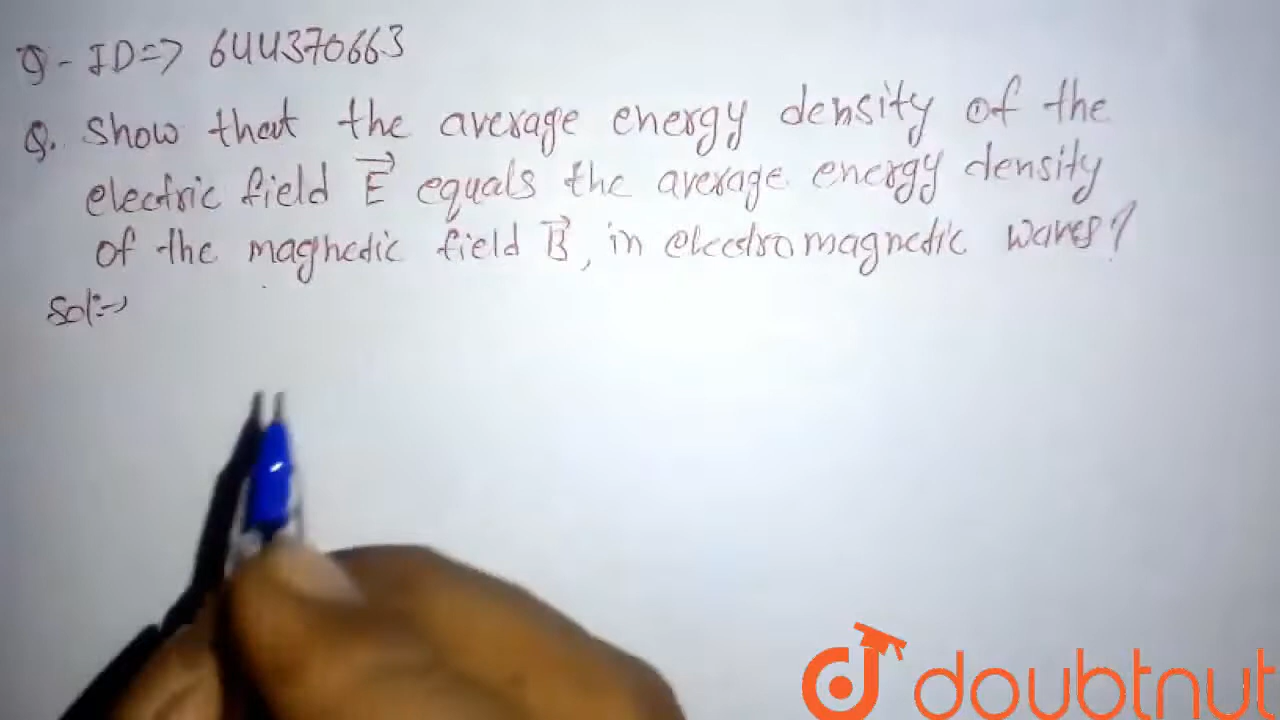 Q - ID => 644370663
Q. Show that the average energy density of the
electric field E equals the average energy density
of the magnetic field B, in electromagnetic waves?
Sol:->
doubtnut